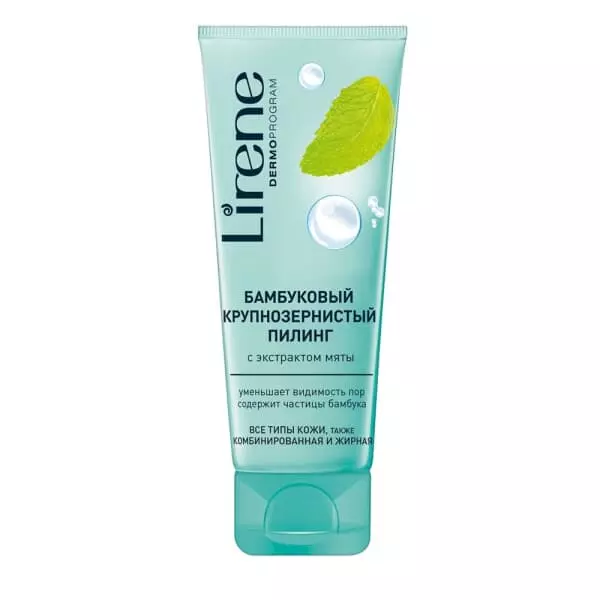 Lirene
DERMOPROGRAM
БАМБУКОВЫЙ
КРУПНОЗЕРНИСТЫЙ
ПИЛИНГ
с экстрактом мяты
уменьшает видимость пор
содержит частицы бамбука
ВСЕ ТИПЫ КОЖИ, ТАКЖЕ
КОМБИНИРОВАННАЯ И ЖИРНАЯ